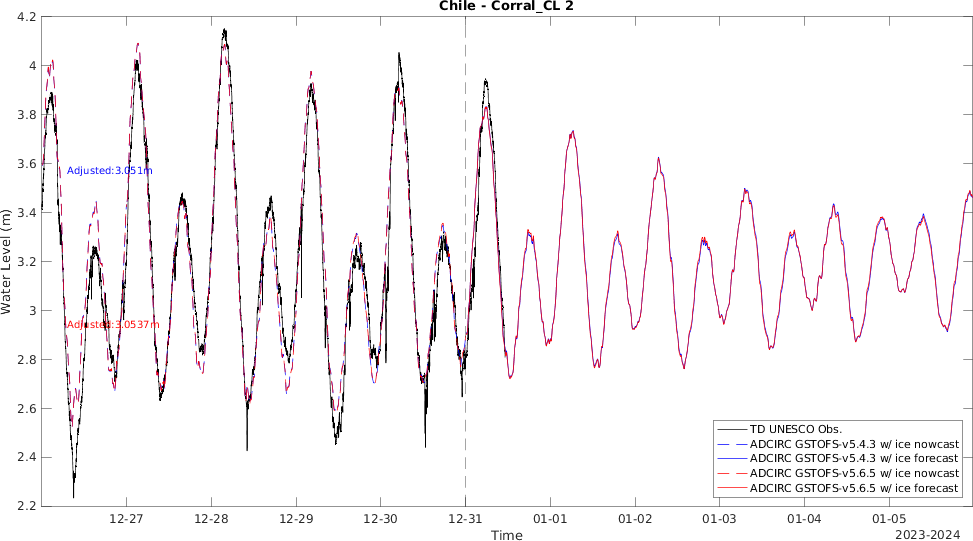 Chile - Corral_CL 2
4.2
4
3.8
3.6
3.4
3.2
3
2.8
2.6
2.4
2.2
Water Level (m)
Adjusted:3.051m
Adjusted:3.0537m
TD UNESCO Obs.
ADCIRC GSTOFS-v5.4.3 w/ ice nowcast
ADCIRC GSTOFS-v5.4.3 w/ ice forecast
ADCIRC GSTOFS-v5.6.5 w/ ice nowcast
ADCIRC GSTOFS-v5.6.5 w/ ice forecast
12-27 12-28 12-29 12-30 12-31 01-01 01-02 01-03 01-04 01-05
Time
2023-2024